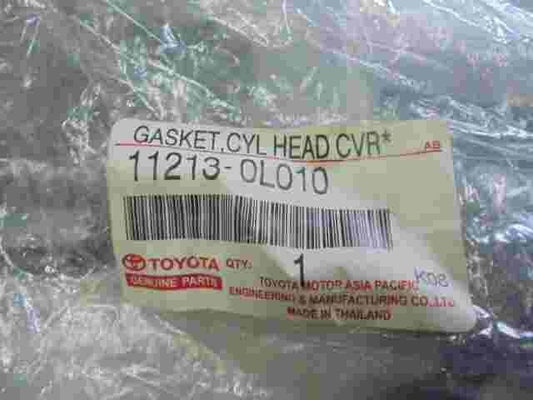 GASKET,CYL HEAD CVR*
AB
11213-0L010
TOYOTA QTY: 1
GENUINE PARTS
K08
TOYOTA MOTOR ASIA PACIFIC
ENGINEERING & MANUFACTURING CO.,LTD
MADE IN THAILAND